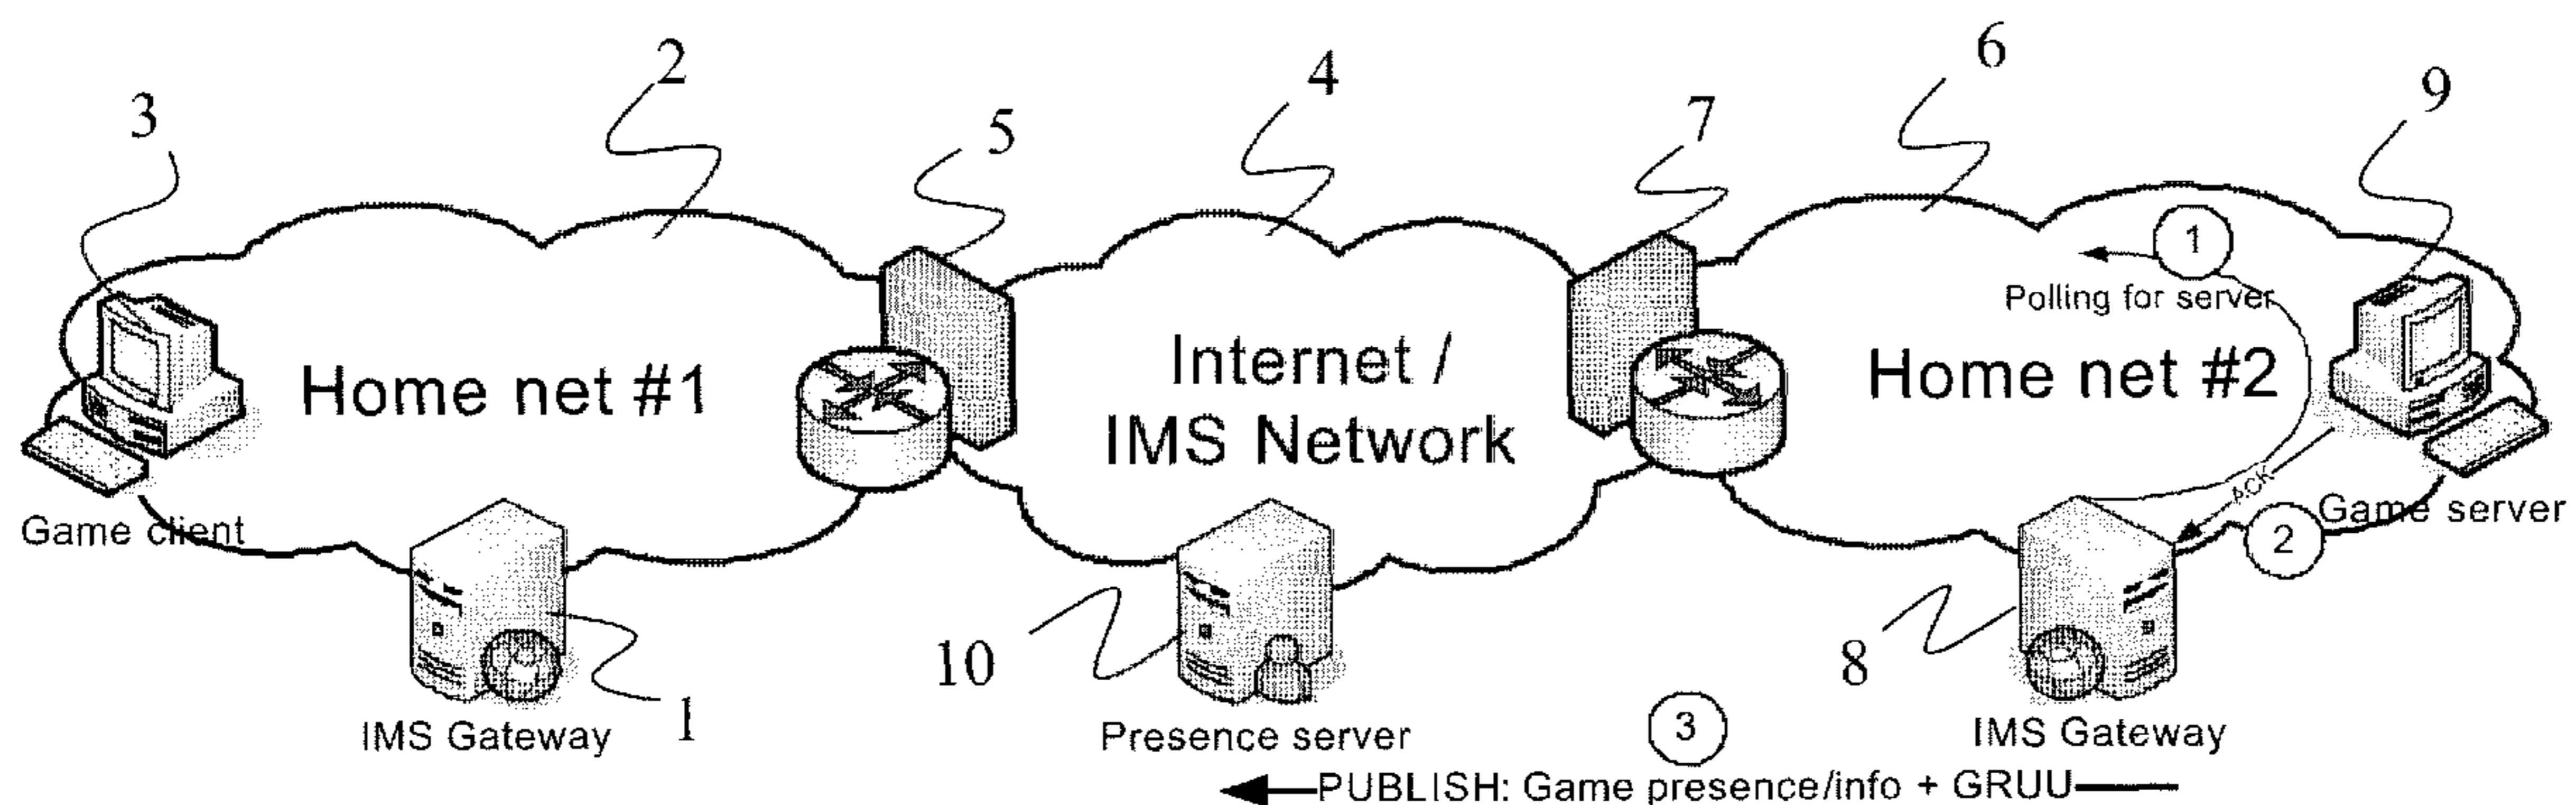 2
4
6
3
5
7
9
1
Polling for server
Home net #1
Internet /
IMS Network
Home net #2
ACK
Game client
Game server
2
10
8
1
IMS Gateway
Presence server
3
IMS Gateway
PUBLISH: Game presence/info + GRUU